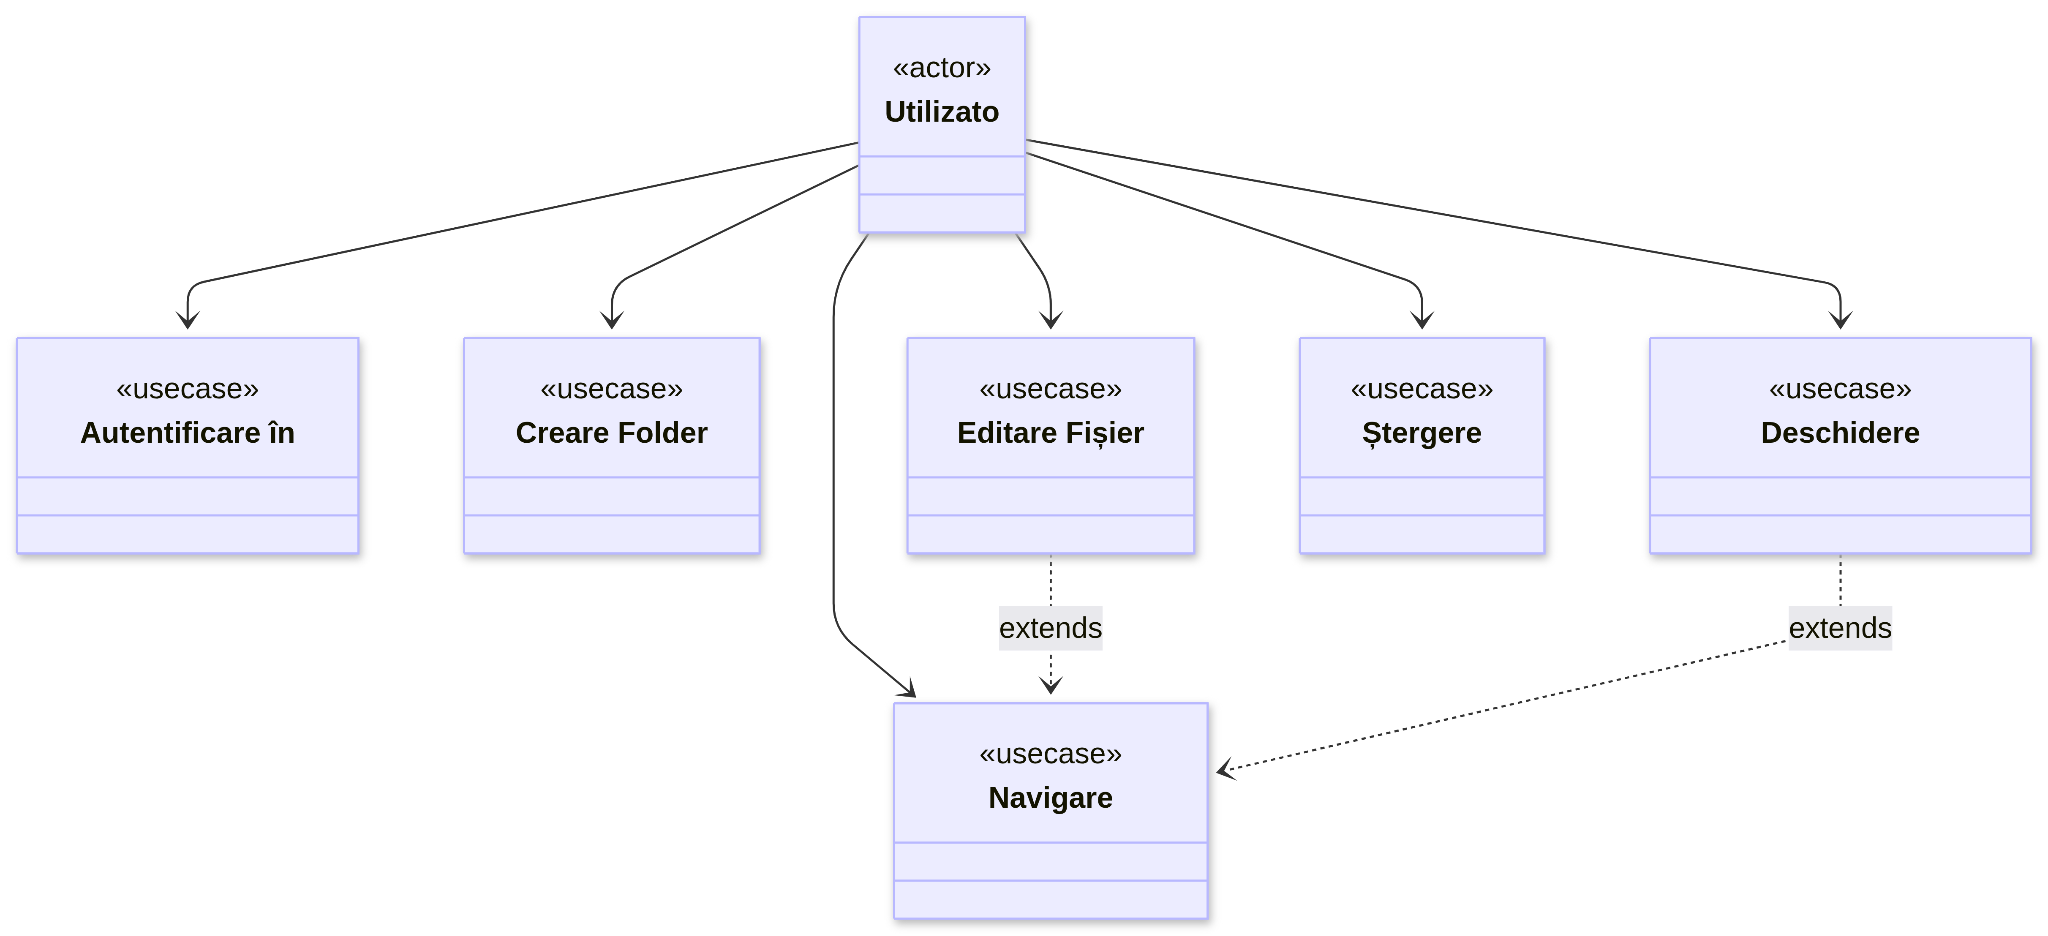 «actor»
Utilizato
«usecase»
Autentificare în
«usecase»
Creare Folder
«usecase»
Editare Fișier
«usecase»
Ștergere
«usecase»
Deschidere
extends
extends
«usecase»
Navigare